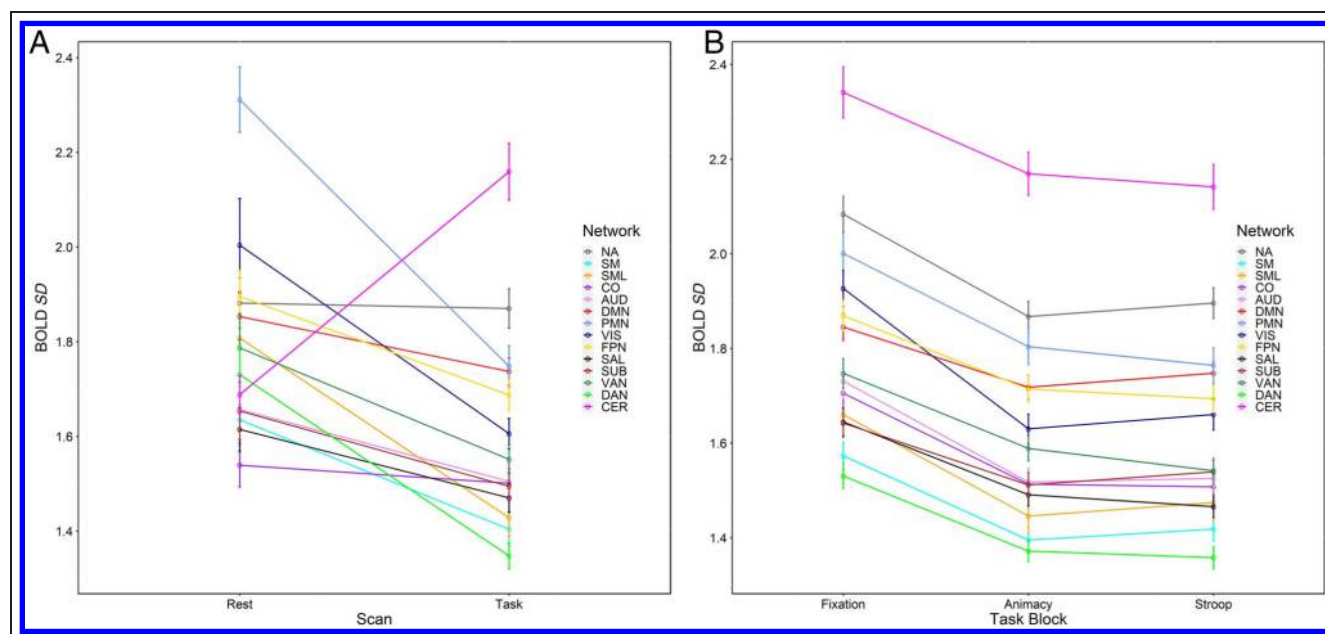 A
2.4
2.2
2.0
1.8
1.6
1.4
BOLD SD
Rest
Task
Scan
Network
NA
SM
SML
CO
AUD
DMN
PMN
VIS
FPN
SAL
SUB
VAN
DAN
CER
B
2.4
2.2
2.0
1.8
1.6
1.4
BOLD SD
Fixation
Animacy
Stroop
Task Block
Network
NA
SM
SML
CO
AUD
DMN
PMN
VIS
FPN
SAL
SUB
VAN
DAN
CER